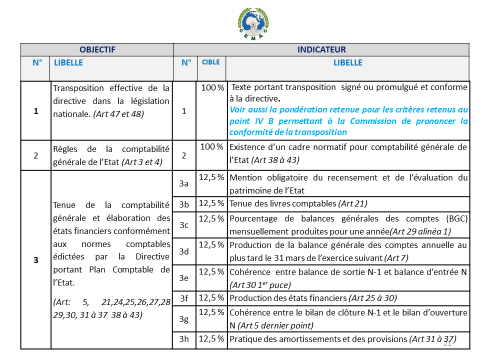 CEMAC
OBJECTIF
INDICATEUR
N°
LIBELLE
N°
CIBLE
LIBELLE
1
Transposition effective de la
directive dans la législation
nationale. (Art 47 et 48)
1
100 %
Texte portant transposition signé ou promulgué et conforme
à la directive.
Voir aussi la pondération retenue pour les critères retenus au
point IV B permettant à la Commission de prononcer la
conformité de la transposition
2
Règles de la comptabilité
générale de l'Etat (Art 3 et 4)
2
100 %
Existence d'un cadre normatif pour comptabilité générale de
l'Etat (Art 38 à 43)
3
Tenue de la comptabilité
générale et élaboration des
états financiers conformément
aux normes comptables
édictées par la Directive
portant Plan Comptable de
l'Etat.
(Art: 5, 21,24,25,26,27,28
29,30, 31 à 37 38 à 43)
3a
12,5 %
Mention obligatoire du recensement et de l'évaluation du
patrimoine de l'Etat
3b
12,5 %
Tenue des livres comptables (Art 21)
3c
12,5 %
Pourcentage de balances générales des comptes (BGC)
mensuellement produites pour une année(Art 29 alinéa 1)
3d
12,5 %
Production de la balance générale des comptes annuelle au
plus tard le 31 mars de l'exercice suivant (Art 7)
3e
12,5 %
Cohérence entre balance de sortie N-1 et balance d'entrée N
(Art 30 1er puce)
3f
12,5 %
Production des états financiers (Art 25 à 30)
3g
12,5 %
Cohérence entre le bilan de clôture N-1 et le bilan d'ouverture
N (Art 5 dernier point)
3h
12,5 %
Pratique des amortissements et des provisions (Art 31 à 37)